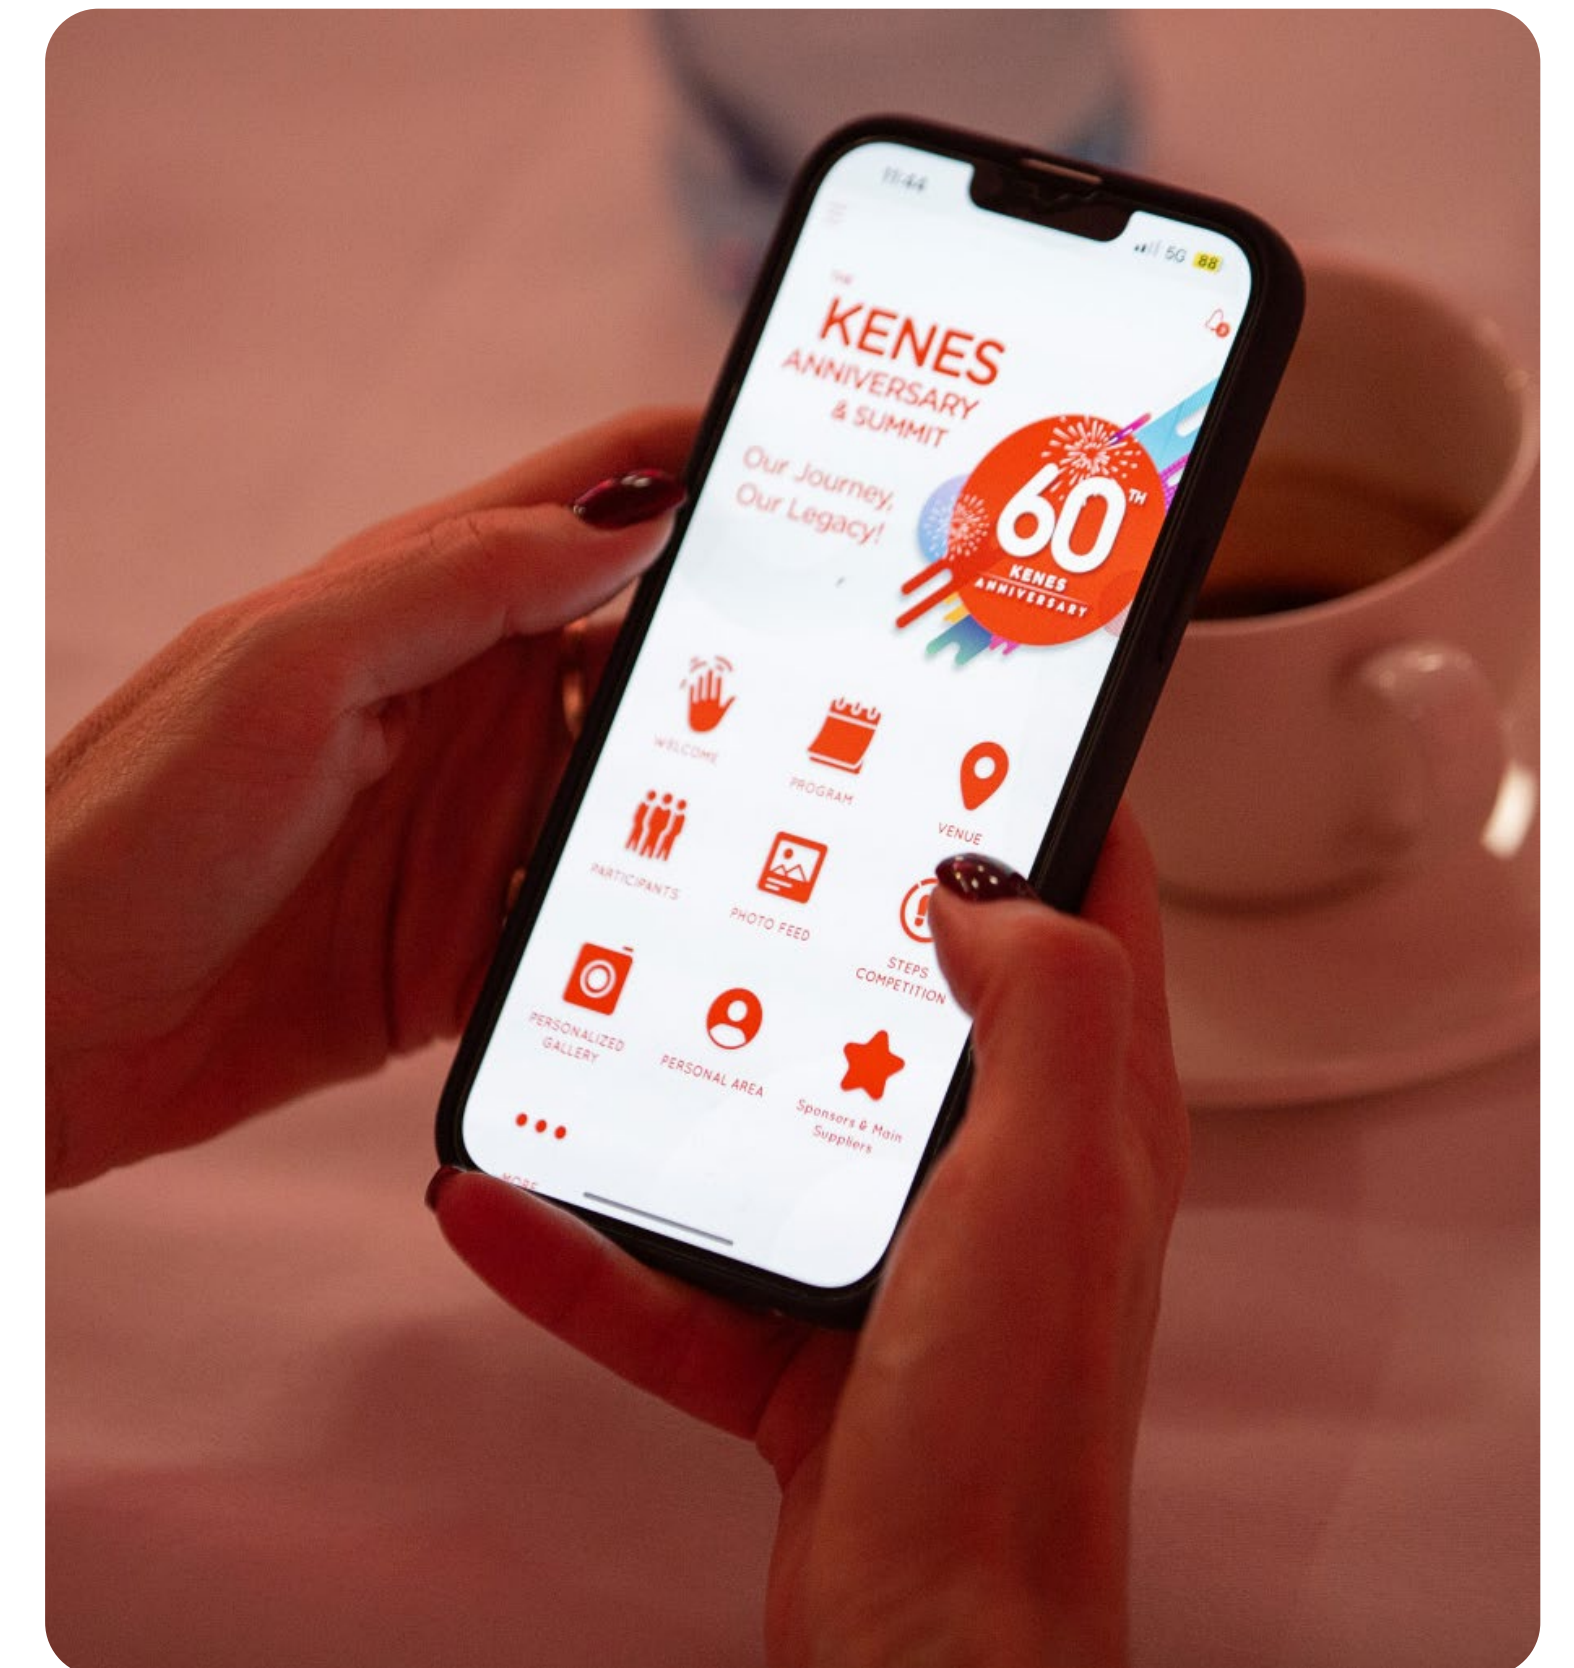 11:44
5G 88
THE
KENES
ANNIVERSARY
& SUMMIT
Our Journey,
Our Legacy!
60TH
KENES
ANNIVERSARY
WELCOME
PROGRAM
VENUE
PARTICIPANTS
PHOTO FEED
STEPS
COMPETITION
PERSONALIZED
GALLERY
PERSONAL AREA
Sponsors & Main
Suppliers
MORE